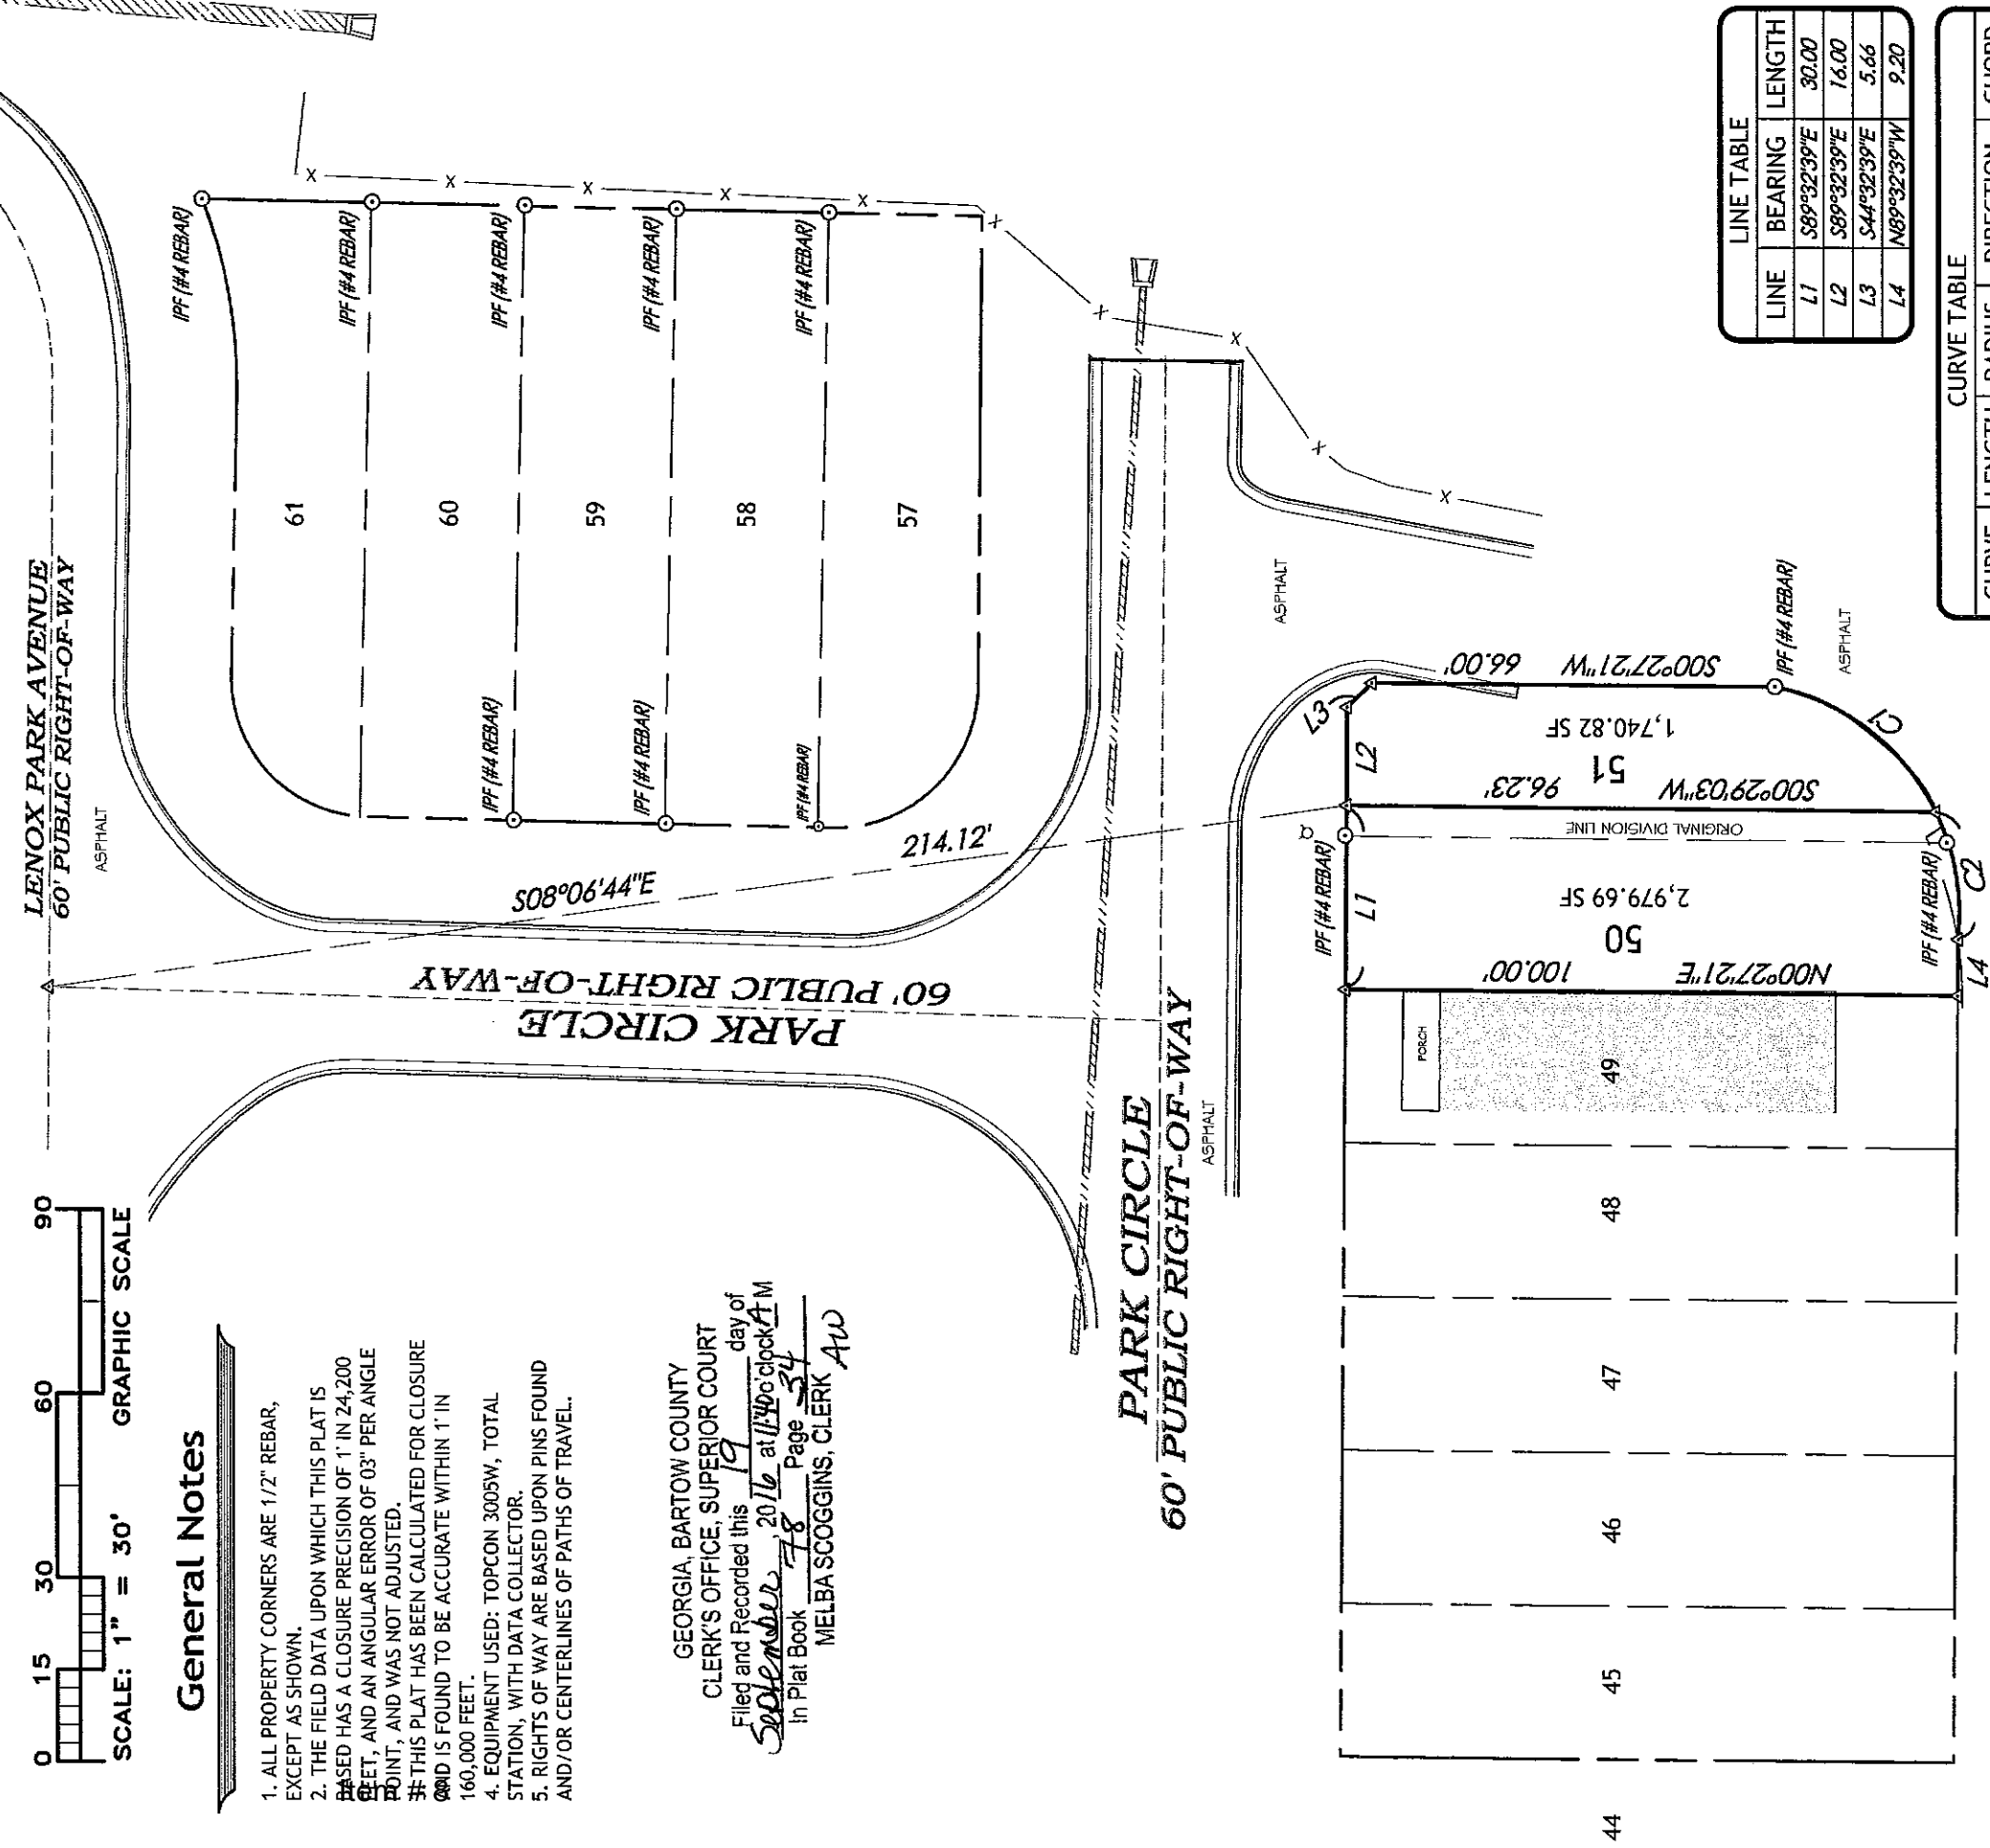 LENOX PARK AVENUE
60' PUBLIC RIGHT-OF-WAY
ASPHALT
0 15 30 60 90
SCALE: 1" = 30' GRAPHIC SCALE
General Notes
1. ALL PROPERTY CORNERS ARE 1/2" REBAR,
EXCEPT AS SHOWN.
2. THE FIELD DATA UPON WHICH THIS PLAT IS
BASED HAS A CLOSURE PRECISION OF 1' IN 24,200
FEET, AND AN ANGULAR ERROR OF 03" PER ANGLE
POINT, AND WAS NOT ADJUSTED.
THIS PLAT HAS BEEN CALCULATED FOR CLOSURE
AND IS FOUND TO BE ACCURATE WITHIN 1' IN
160,000 FEET.
4. EQUIPMENT USED: TOPCON 3005W, TOTAL
STATION, WITH DATA COLLECTOR.
5. RIGHTS OF WAY ARE BASED UPON PINS FOUND
AND/OR CENTERLINES OF PATHS OF TRAVEL.
GEORGIA, BARTOW COUNTY
CLERK'S OFFICE, SUPERIOR COURT
Filed and Recorded this 19 day of
September, 2016 at 11:40 o'clock A M
In Plat Book 78 Page 34
MELBA SCOGGINS, CLERK AW
IPF (#4 REBAR)
IPF (#4 REBAR)
IPF (#4 REBAR)
IPF (#4 REBAR)
IPF (#4 REBAR)
61
60
59
58
57
IPF (#4 REBAR)
IPF (#4 REBAR)
IPF (#4 REBAR)
S08°06'44"E
214.12'
PARK CIRCLE
60' PUBLIC RIGHT-OF-WAY
PARK CIRCLE
60' PUBLIC RIGHT-OF-WAY
ASPHALT
ASPHALT
ASPHALT
IPF (#4 REBAR)
L1
L2
L3
S00°27'21"W 66.00'
IPF (#4 REBAR)
C1
51
1,740.82 SF
S00°29'03"W 96.23'
ORIGINAL DIVISION LINE
50
2,979.69 SF
N00°27'21"E 100.00'
IPF (#4 REBAR)
C2
L4
PORCH
49
48
47
46
45
44
LINE TABLE
LINE BEARING LENGTH
L1 S89°32'39"E 30.00
L2 S89°32'39"E 16.00
L3 S44°32'39"E 5.66
L4 N89°32'39"W 9.20
CURVE TABLE
CURVE LENGTH RADIUS DIRECTION CHORD